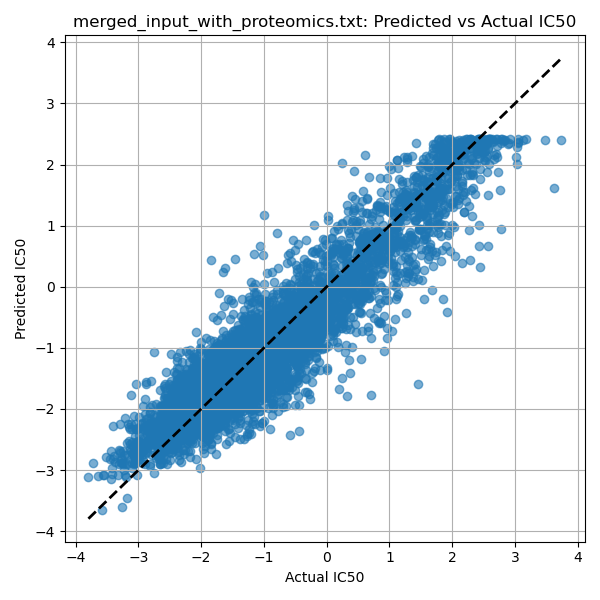 merged_input_with_proteomics.txt: Predicted vs Actual IC50
4
3
2
1
0
−1
−2
−3
−4
Predicted IC50
−4 −3 −2 −1 0 1 2 3 4
Actual IC50